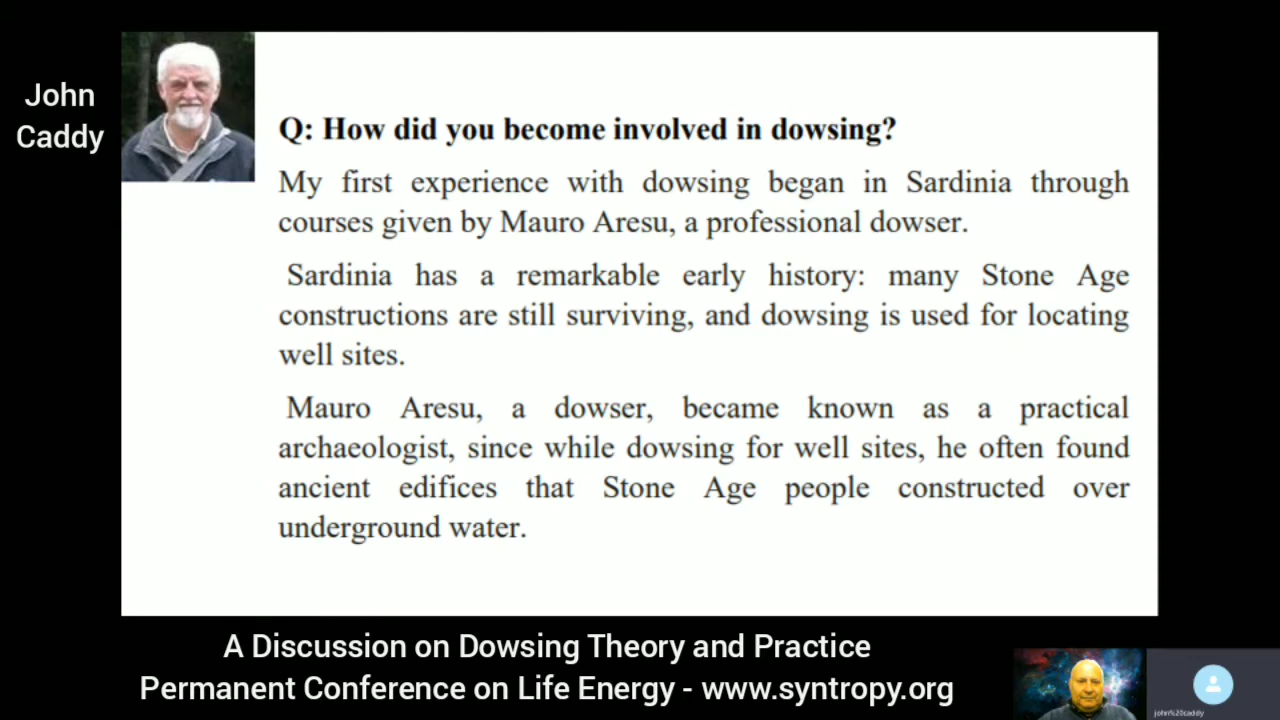 John
Caddy
Q: How did you become involved in dowsing?
My first experience with dowsing began in Sardinia through
courses given by Mauro Aresu, a professional dowser.
Sardinia has a remarkable early history: many Stone Age
constructions are still surviving, and dowsing is used for locating
well sites.
Mauro Aresu, a dowser, became known as a practical
archaeologist, since while dowsing for well sites, he often found
ancient edifices that Stone Age people constructed over
underground water.
A Discussion on Dowsing Theory and Practice
Permanent Conference on Life Energy - www.syntropy.org
john%20caddy